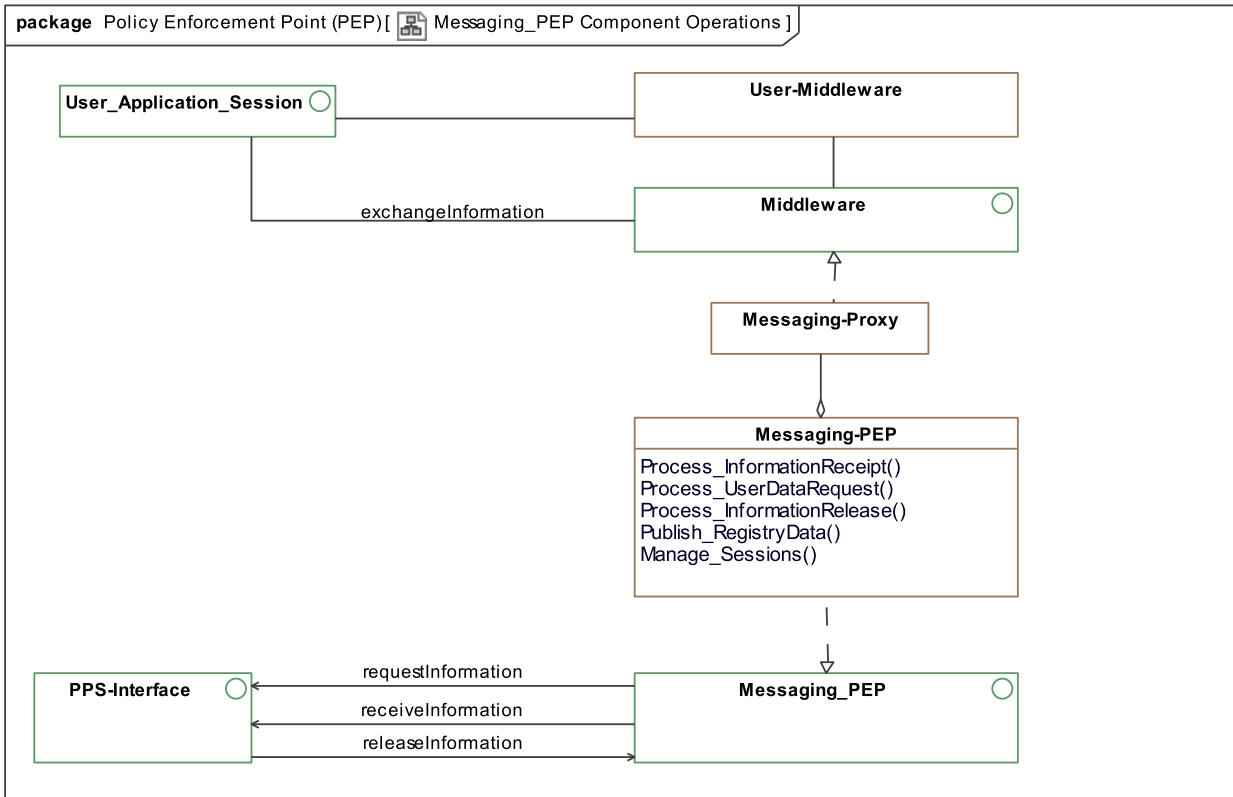 package Policy Enforcement Point (PEP) [ Messaging_PEP Component Operations ]
User_Application_Session
User-Middleware
Middleware
exchangeInformation
Messaging-Proxy
Messaging-PEP
Process_InformationReceipt()
Process_UserDataRequest()
Process_InformationRelease()
Publish_RegistryData()
Manage_Sessions()
requestInformation
PPS-Interface
Messaging_PEP
receiveInformation
releaseInformation